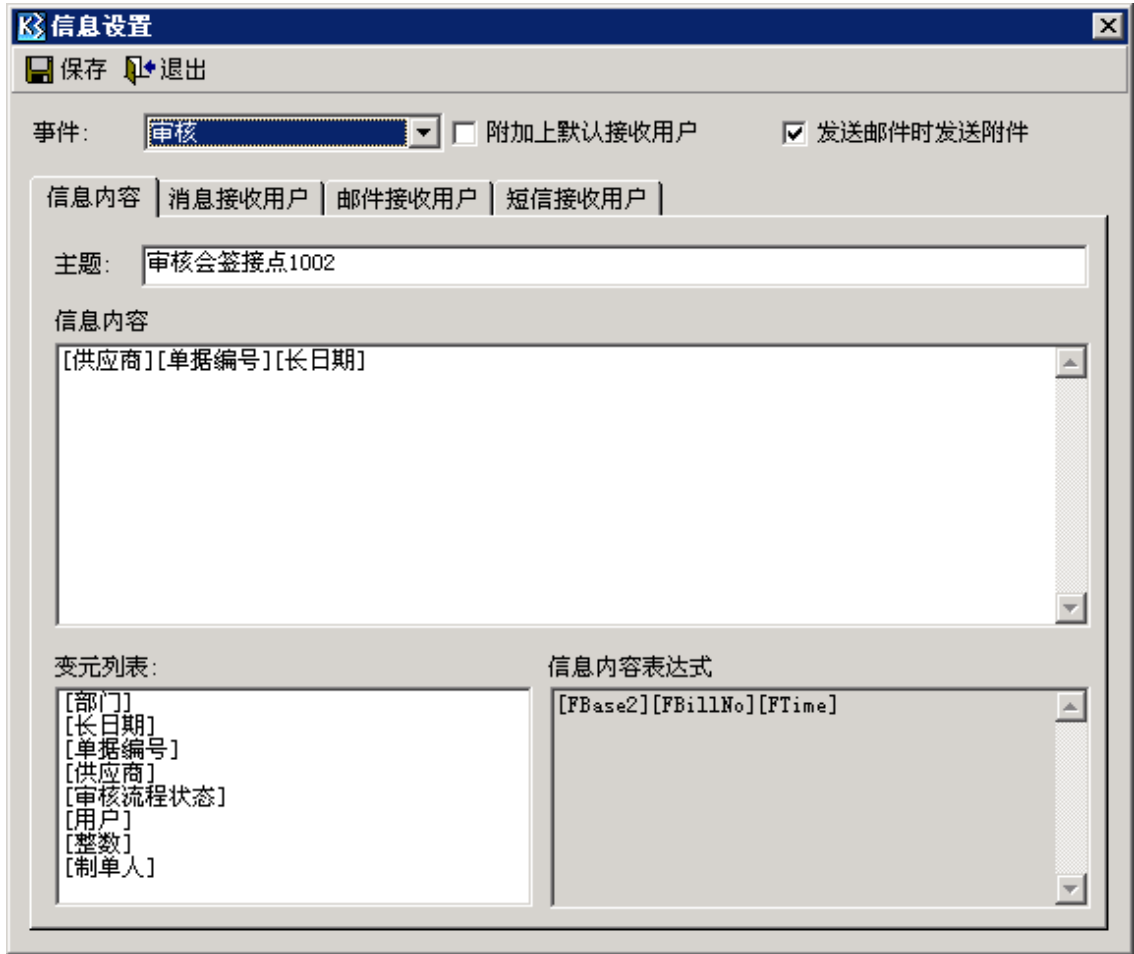 K3 信息设置
保存 退出
事件: 审核 附加上默认接收用户 发送邮件时发送附件
信息内容 消息接收用户 邮件接收用户 短信接收用户
主题: 审核会签接点1002
信息内容
[供应商][单据编号][长日期]
变元列表: 信息内容表达式
[部门] [FBase2][FBillNo][FTime]
[长日期]
[单据编号]
[供应商]
[审核流程状态]
[用户]
[整数]
[制单人]